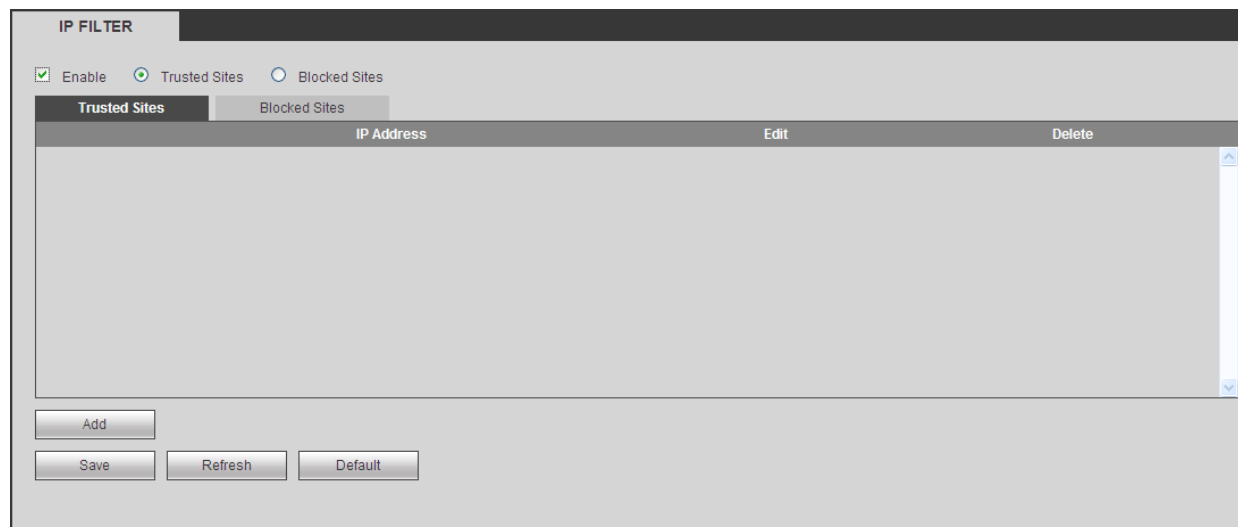 IP FILTER
Enable Trusted Sites Blocked Sites
Trusted Sites Blocked Sites
IP Address Edit Delete
Add
Save Refresh Default